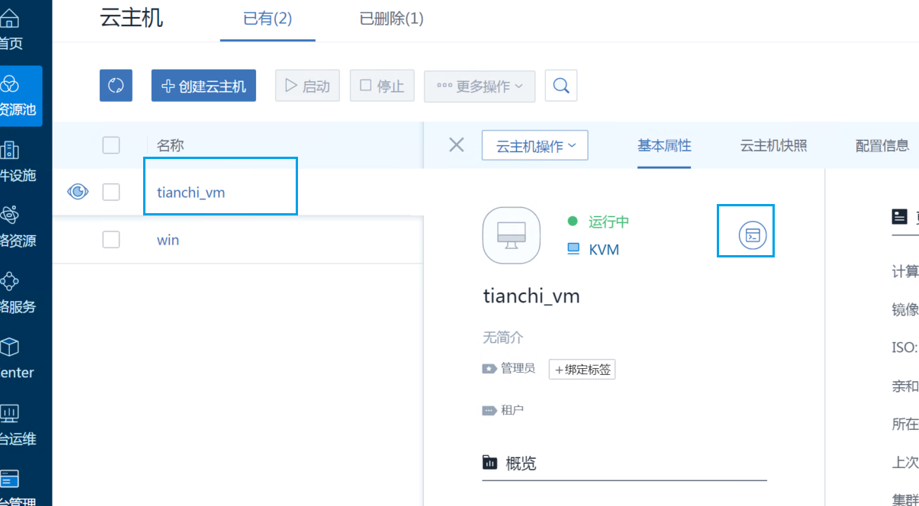 云主机
已有(2)
已删除(1)
首页
资源池
件设施
络资源
络服务
enter
台运维
台管理
创建云主机
启动
停止
更多操作
名称
tianchi_vm
win
云主机操作
基本属性
云主机快照
配置信息
运行中
KVM
tianchi_vm
无简介
管理员
+绑定标签
租户
概览
计算
镜像
ISO:
亲和
所在
上次
集群